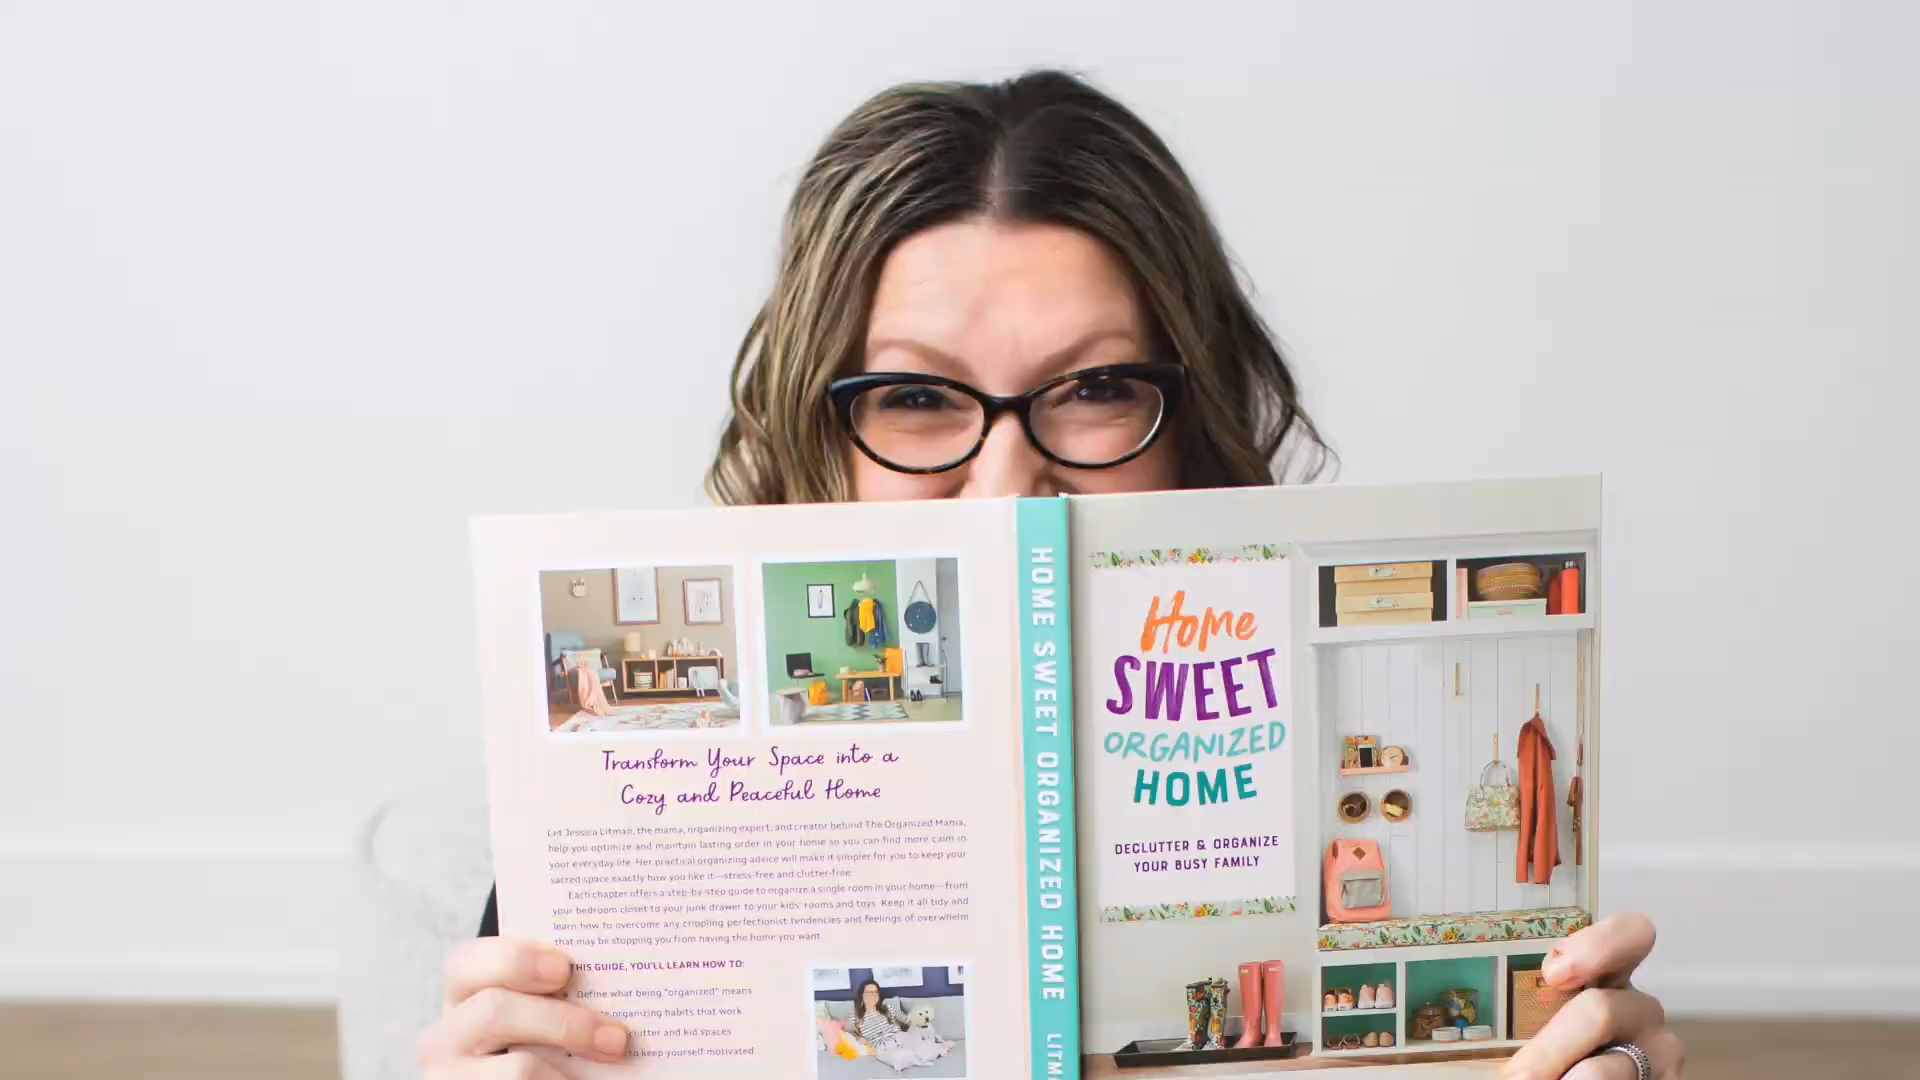 Transform Your Space into a
Cozy and Peaceful Home
Let Jessica Litman, the mama, organizing expert, and creator behind The Organized Mama,
help you optimize and maintain lasting order in your home so you can find more calm in
your everyday life. Her practical organizing advice will make it simpler for you to keep your
sacred space exactly how you like it—stress-free and clutter-free.
Each chapter offers a step-by-step guide to organize a single room in your home—from
your bedroom closet to your junk drawer to your kids' rooms and toys. Keep it all tidy and
learn how to overcome any crippling perfectionist tendencies and feelings of overwhelm
that may be stopping you from having the home you want.
THIS GUIDE, YOU'LL LEARN HOW TO:
Define what being "organized" means
organizing habits that work
and kid spaces
to keep yourself motivated
HOME SWEET ORGANIZED HOME LITM
Home
SWEET
ORGANIZED
HOME
DECLUTTER & ORGANIZE
YOUR BUSY FAMILY